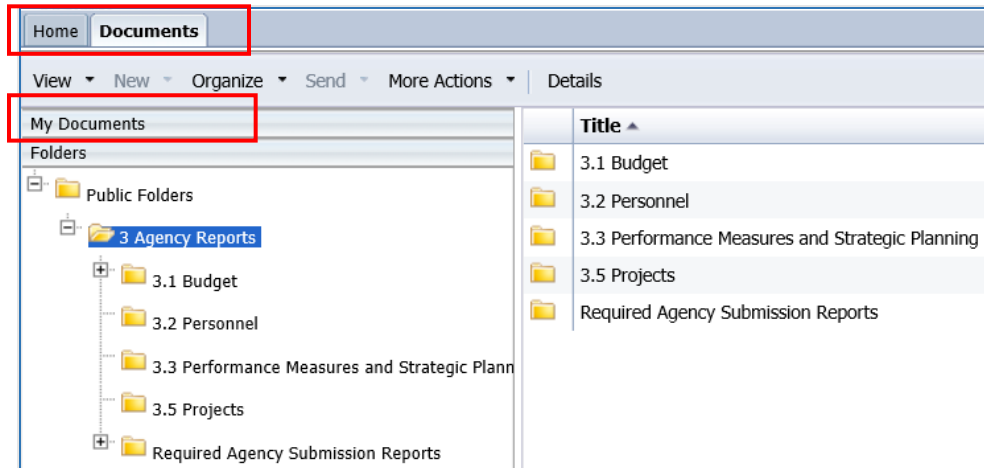 Home Documents
View New Organize Send More Actions Details
My Documents
Folders
Public Folders
3 Agency Reports
3.1 Budget
3.2 Personnel
3.3 Performance Measures and Strategic Plann
3.5 Projects
Required Agency Submission Reports
Title
3.1 Budget
3.2 Personnel
3.3 Performance Measures and Strategic Planning
3.5 Projects
Required Agency Submission Reports